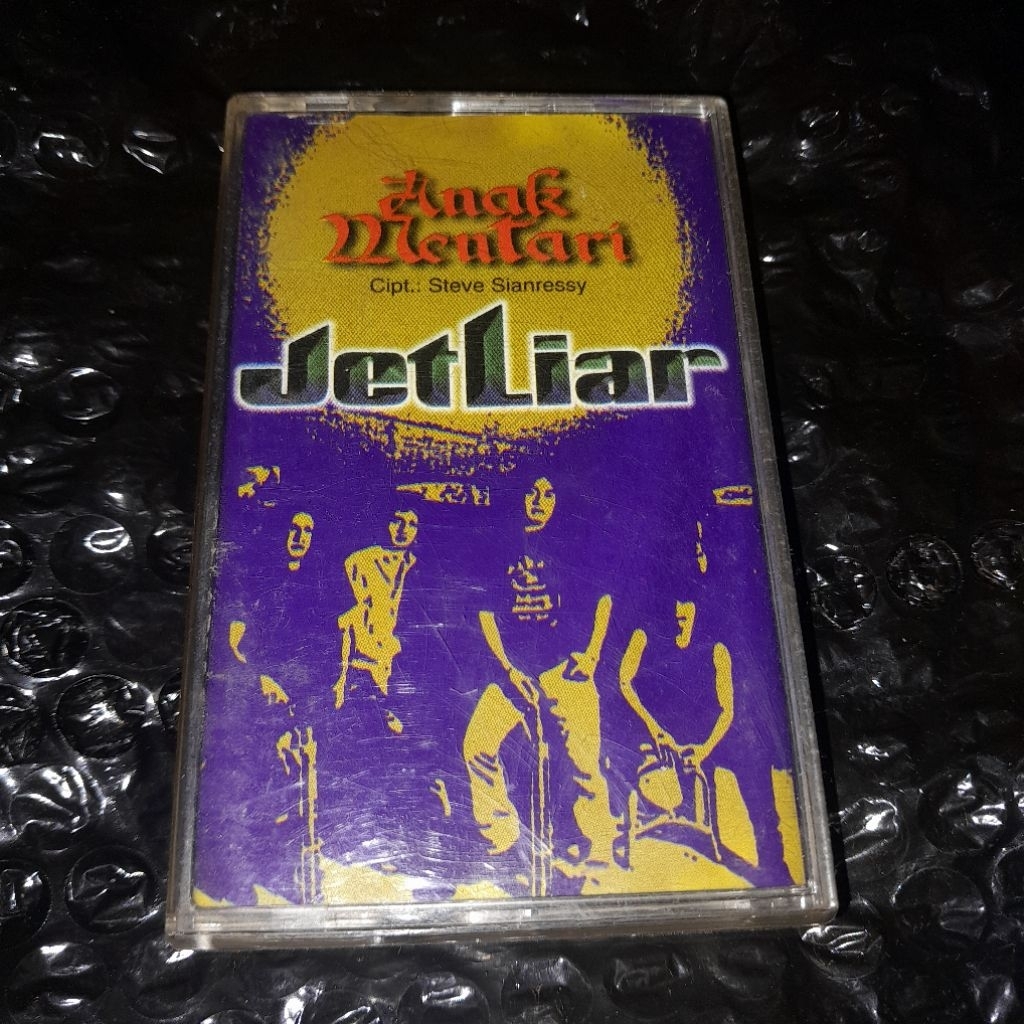 Anak
Mentari
Cipt.: Steve Sianressy
JetLiar